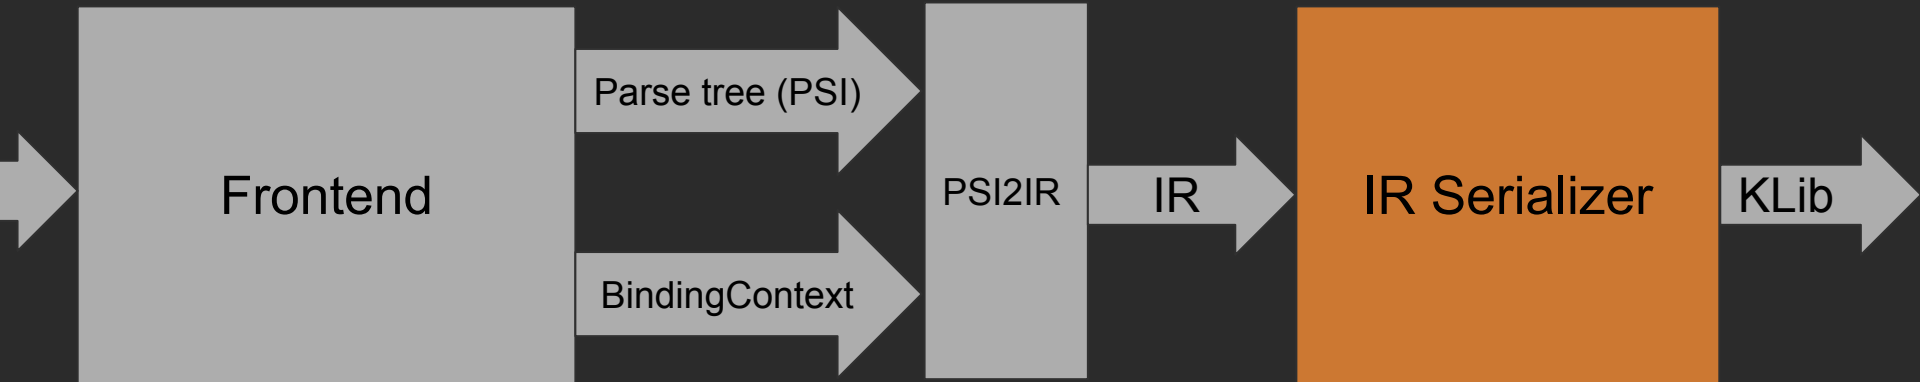 Frontend
Parse tree (PSI)
BindingContext
PSI2IR
IR
IR Serializer
KLib